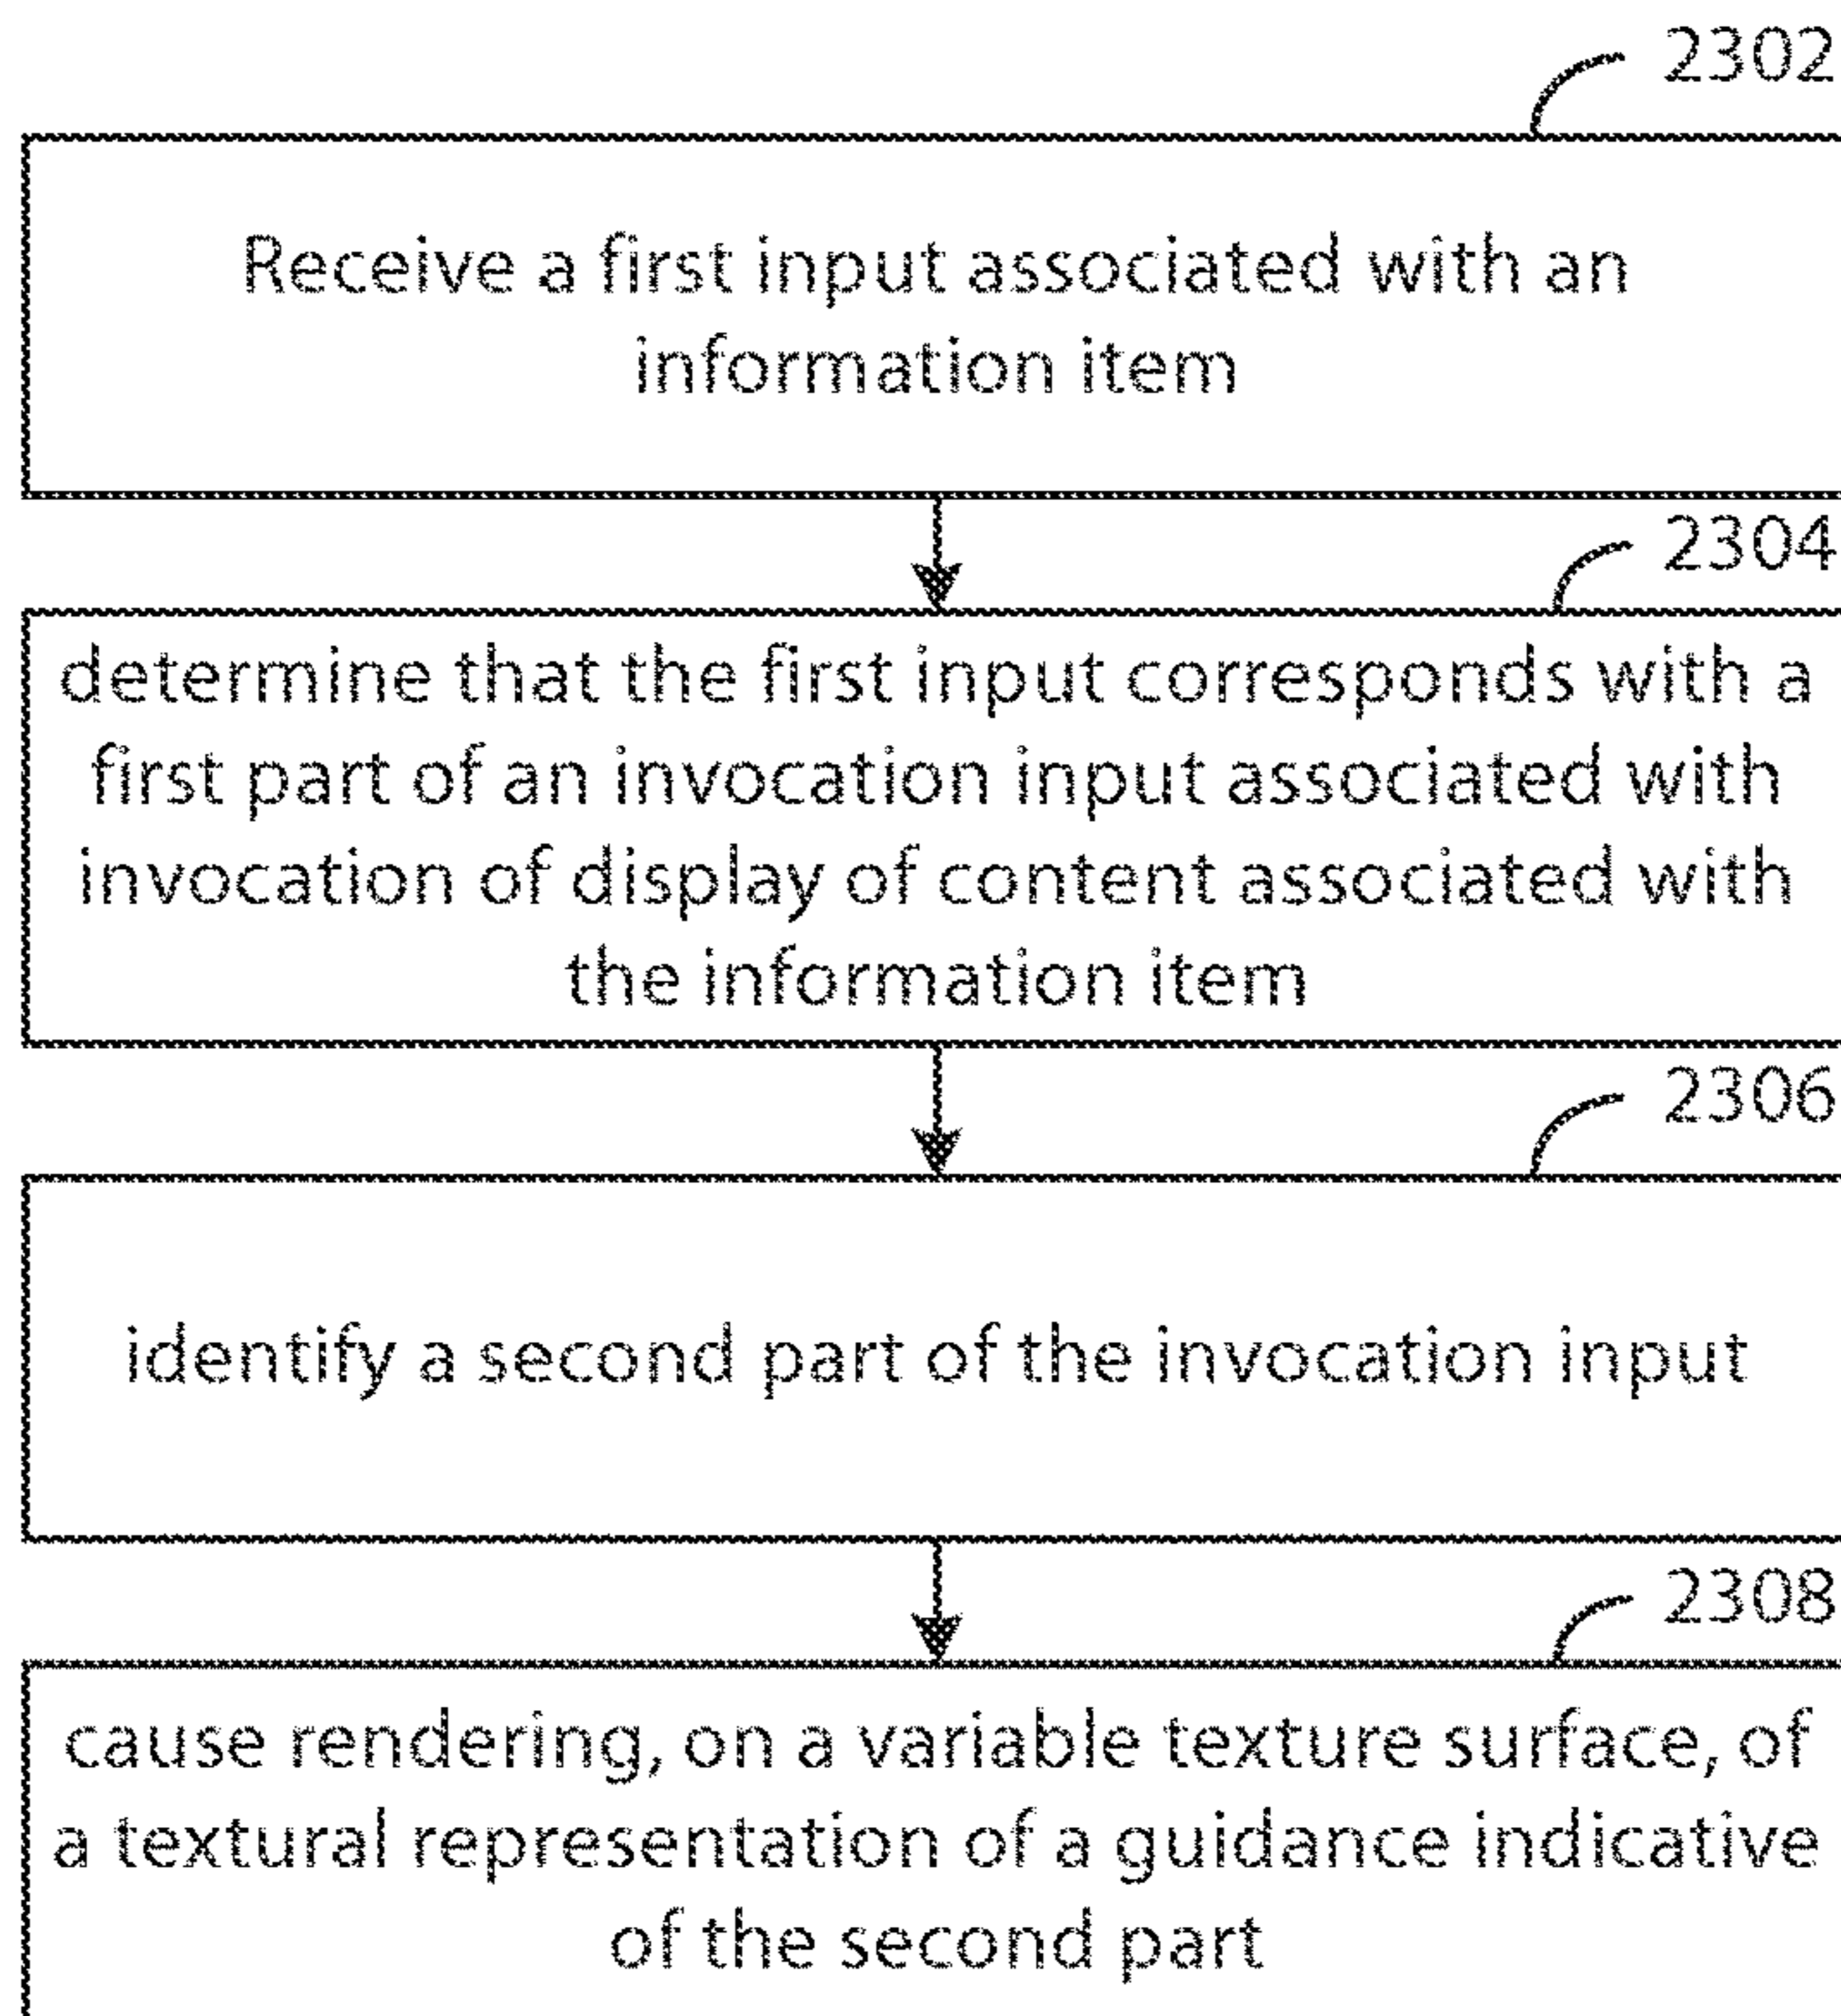 2302
Receive a first input associated with an
information item
2304
determine that the first input corresponds with a
first part of an invocation input associated with
invocation of display of content associated with
the information item
2306
identify a second part of the invocation input
2308
cause rendering, on a variable texture surface, of
a textural representation of a guidance indicative
of the second part